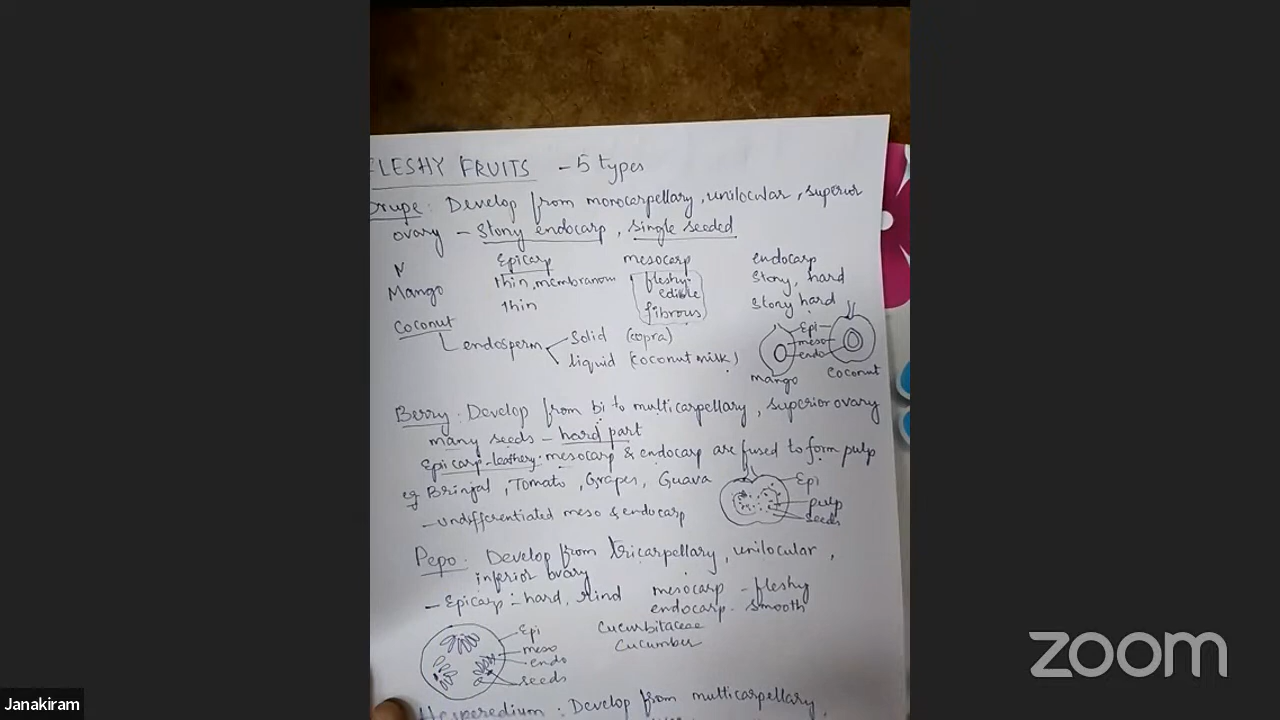 FLESHY FRUITS - 5 types
Drupe: Develop from monocarpellary, unilocular, superior
ovary - Stony endocarp, single seeded
Epicarp mesocarp endocarp
Mango thin, membranous fleshy edible Stony, hard
Coconut thin fibrous Stony hard
endosperm solid (copra)
liquid (coconut milk)
Epi
meso
endo
mango coconut
Berry: Develop from bi to multicarpellary, superior ovary
many seeds - hard part
Epicarp - leathery. mesocarp & endocarp are fused to form pulp
eg Brinjal, Tomato, Grapes, Guava
- undifferentiated meso & endocarp
Epi
pulp
seeds
Pepo: Develop from tricarpellary, unilocular,
inferior ovary
- Epicarp - hard, rind mesocarp - fleshy
endocarp - smooth
Cucurbitaceae
Cucumber
Epi
meso
endo
seeds
Hesperedium: Develop from multicarpellary,
Janakiram
zoom